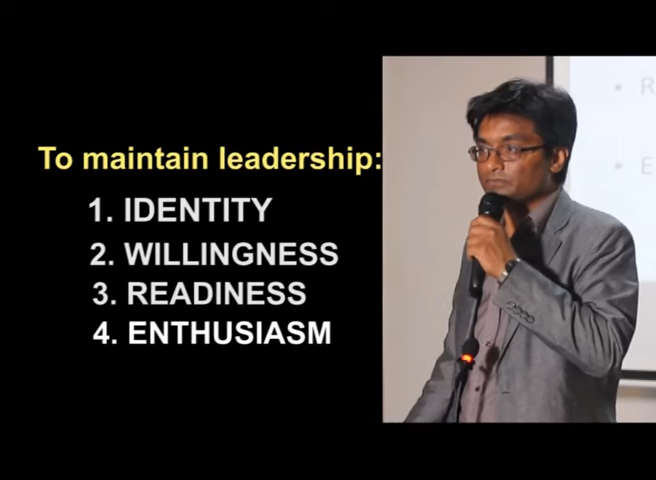 To maintain leadership:
1. IDENTITY
2. WILLINGNESS
3. READINESS
4. ENTHUSIASM